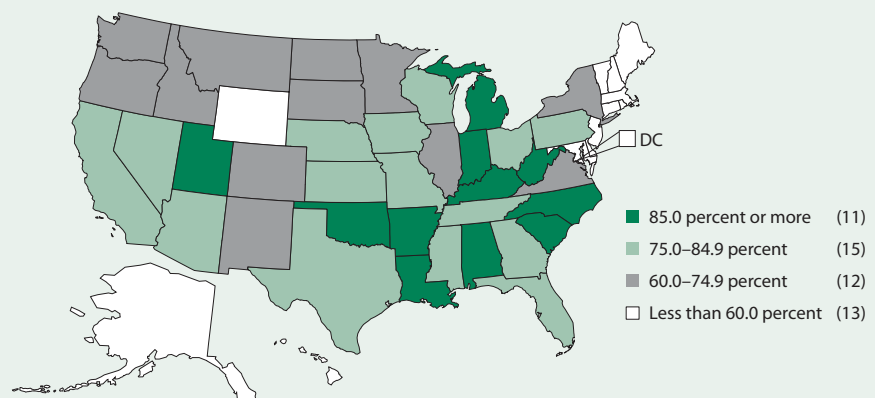 DC
85.0 percent or more (11)
75.0–84.9 percent (15)
60.0–74.9 percent (12)
Less than 60.0 percent (13)